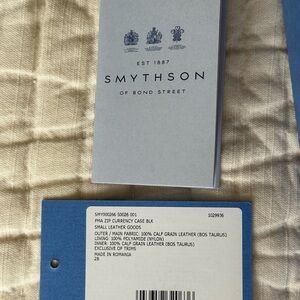 EST 1887
SMYTHSON
OF BOND STREET
SMY000266 S0026 001
1029936
PMA ZIP CURRENCY CASE BLK
SMALL LEATHER GOODS
OUTER / MAIN FABRIC: 100% CALF GRAIN LEATHER (BOS TAURUS)
LINING: 100% POLYAMIDE (NYLON)
INNER: 100% CALF GRAIN LEATHER (BOS TAURUS)
EXCLUSIVE OF TRIMS
MADE IN ROMANIA